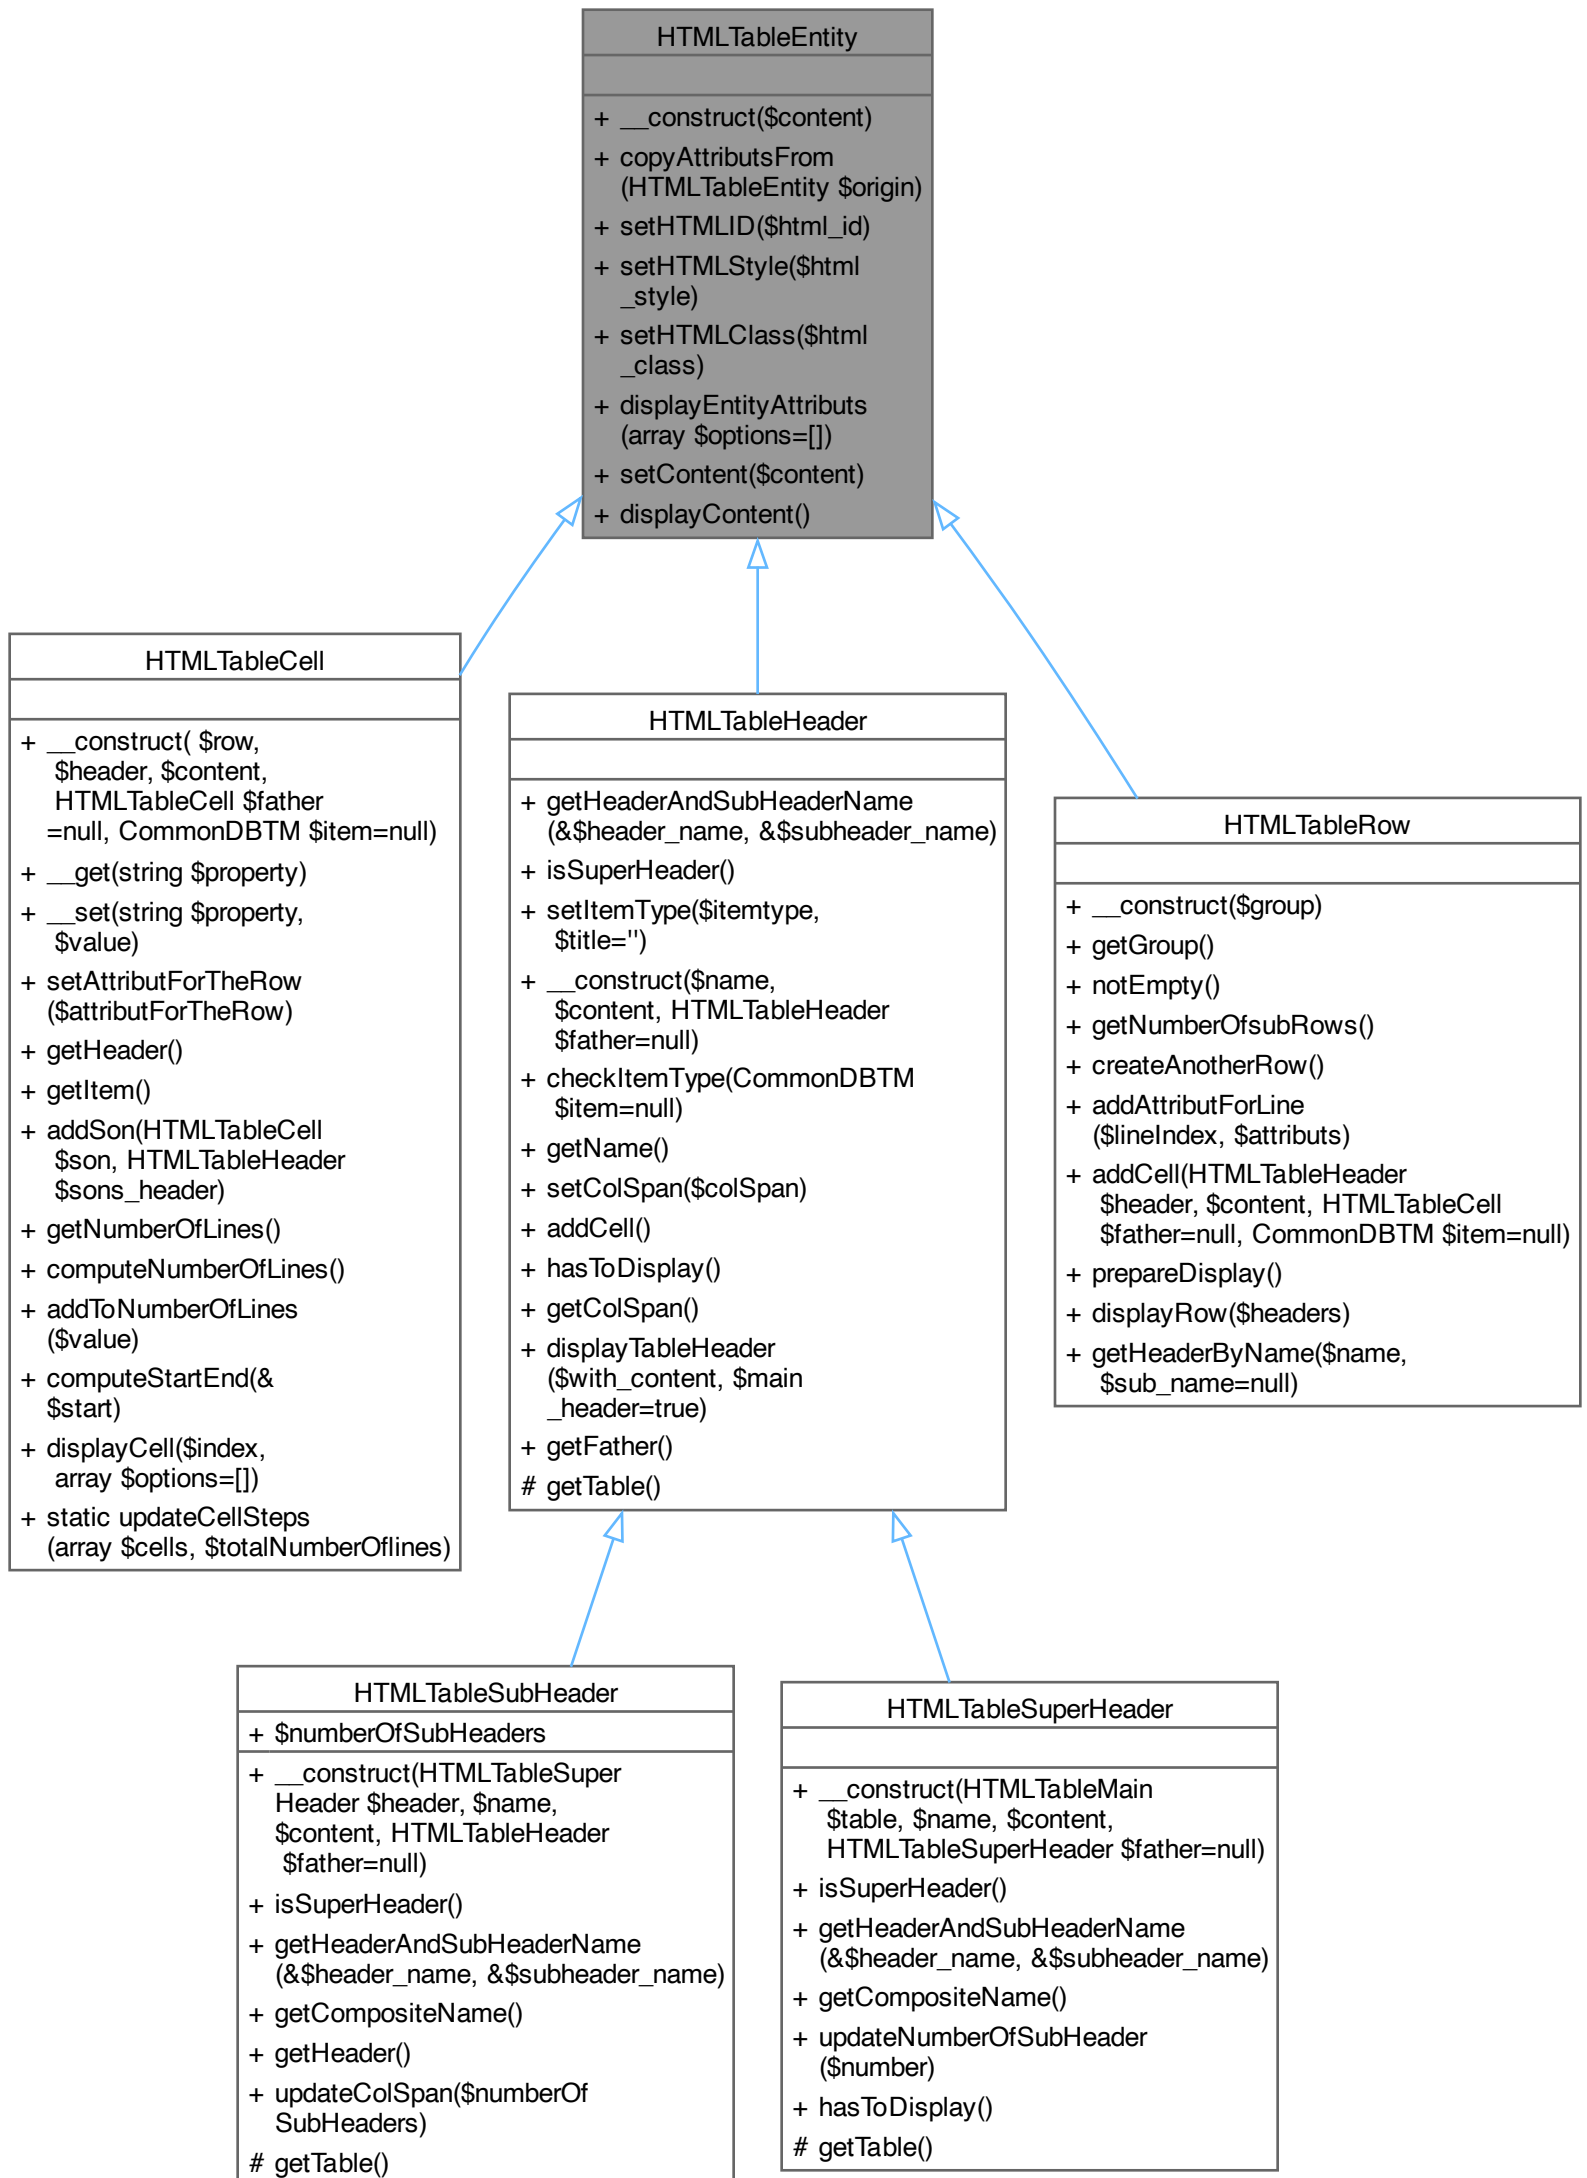 HTMLTableEntity
+ __construct($content)
+ copyAttributsFrom
(HTMLTableEntity $origin)
+ setHTMLID($html_id)
+ setHTMLStyle($html
_style)
+ setHTMLClass($html
_class)
+ displayEntityAttributs
(array $options=[])
+ setContent($content)
+ displayContent()
HTMLTableCell
+ __construct( $row,
$header, $content,
HTMLTableCell $father
=null, CommonDBTM $item=null)
+ __get(string $property)
+ __set(string $property,
$value)
+ setAttributForTheRow
($attributForTheRow)
+ getHeader()
+ getItem()
+ addSon(HTMLTableCell
$son, HTMLTableHeader
$sons_header)
+ getNumberOfLines()
+ computeNumberOfLines()
+ addToNumberOfLines
($value)
+ computeStartEnd(&
$start)
+ displayCell($index,
array $options=[])
+ static updateCellSteps
(array $cells, $totalNumberOflines)
HTMLTableHeader
+ getHeaderAndSubHeaderName
(&$header_name, &$subheader_name)
+ isSuperHeader()
+ setItemType($itemtype,
$title='')
+ __construct($name,
$content, HTMLTableHeader
$father=null)
+ checkItemType(CommonDBTM
$item=null)
+ getName()
+ setColSpan($colSpan)
+ addCell()
+ hasToDisplay()
+ getColSpan()
+ displayTableHeader
($with_content, $main
_header=true)
+ getFather()
# getTable()
HTMLTableRow
+ __construct($group)
+ getGroup()
+ notEmpty()
+ getNumberOfsubRows()
+ createAnotherRow()
+ addAttributForLine
($lineIndex, $attributs)
+ addCell(HTMLTableHeader
$header, $content, HTMLTableCell
$father=null, CommonDBTM $item=null)
+ prepareDisplay()
+ displayRow($headers)
+ getHeaderByName($name,
$sub_name=null)
HTMLTableSubHeader
+ $numberOfSubHeaders
+ __construct(HTMLTableSuper
Header $header, $name,
$content, HTMLTableHeader
$father=null)
+ isSuperHeader()
+ getHeaderAndSubHeaderName
(&$header_name, &$subheader_name)
+ getCompositeName()
+ getHeader()
+ updateColSpan($numberOf
SubHeaders)
# getTable()
HTMLTableSuperHeader
+ __construct(HTMLTableMain
$table, $name, $content,
HTMLTableSuperHeader $father=null)
+ isSuperHeader()
+ getHeaderAndSubHeaderName
(&$header_name, &$subheader_name)
+ getCompositeName()
+ updateNumberOfSubHeader
($number)
+ hasToDisplay()
# getTable()